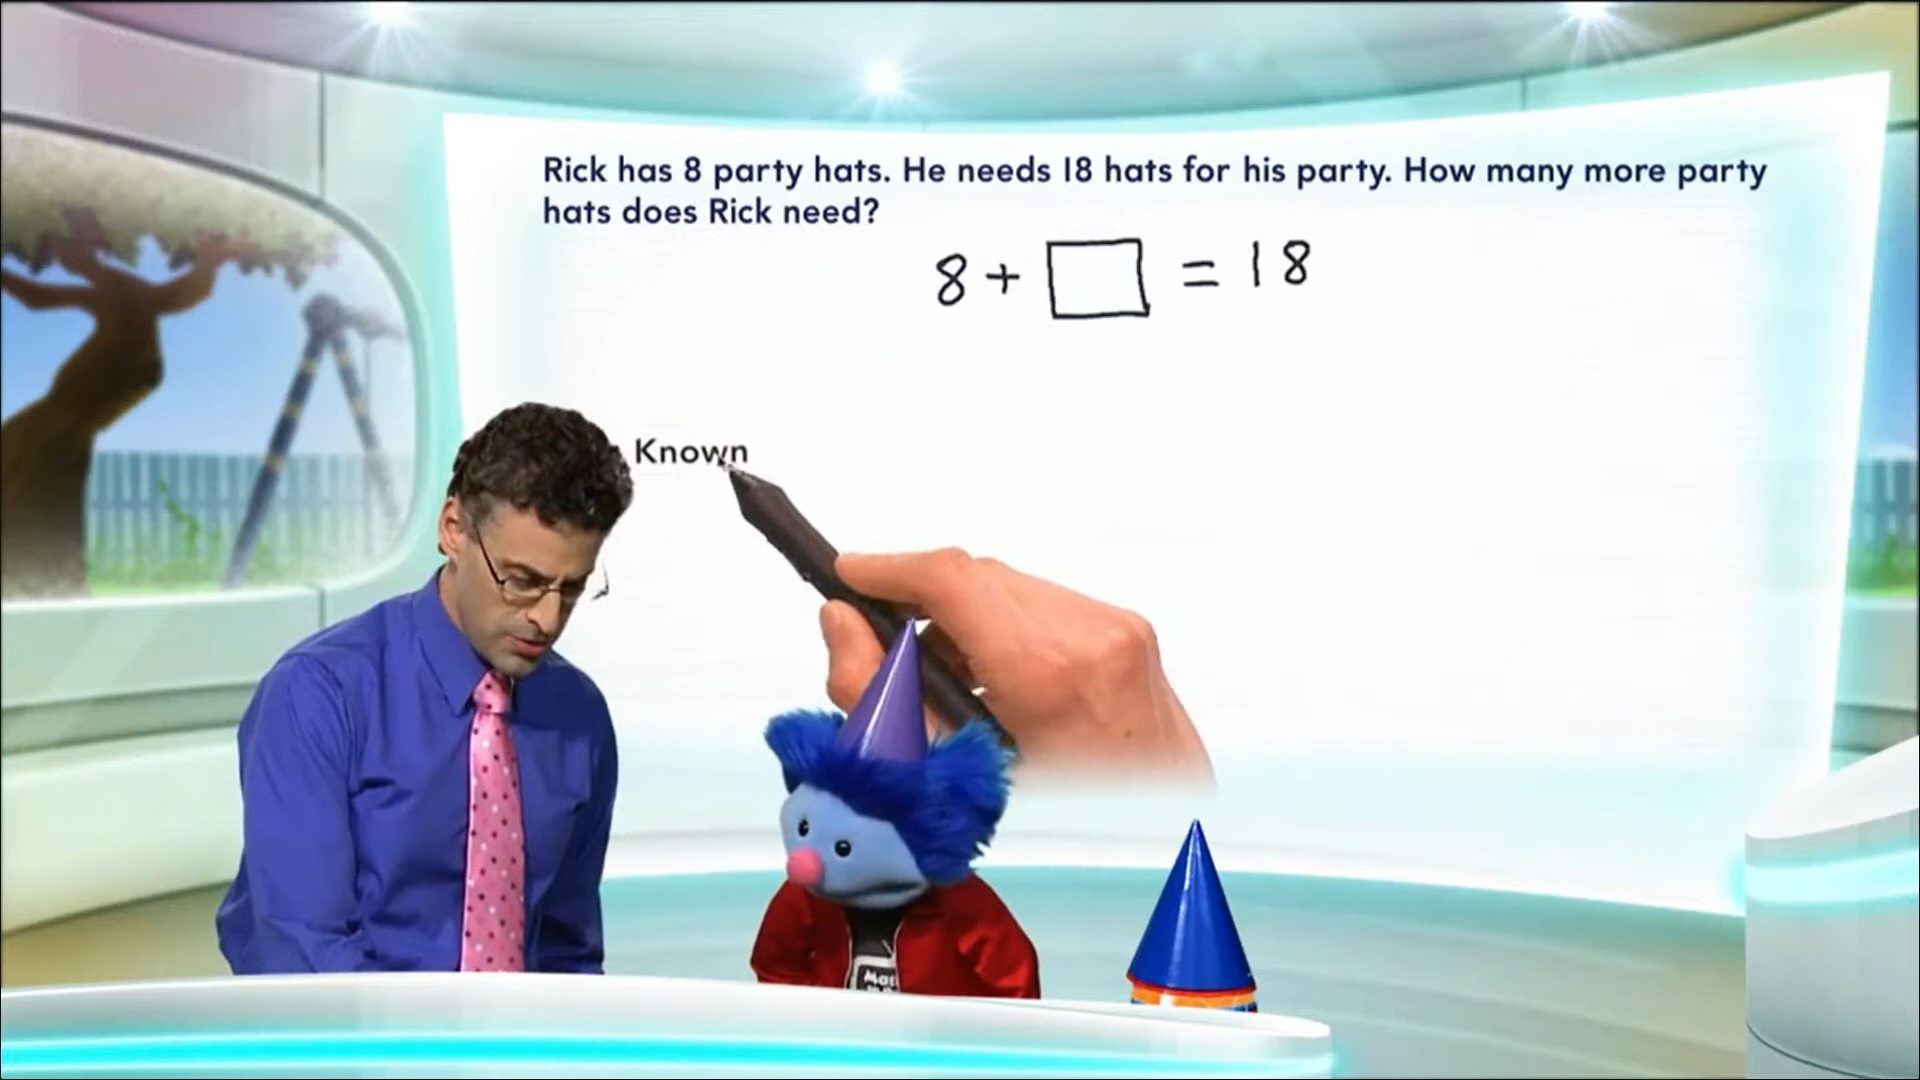 Rick has 8 party hats. He needs 18 hats for his party. How many more party
hats does Rick need?
8 + □ = 18
Known